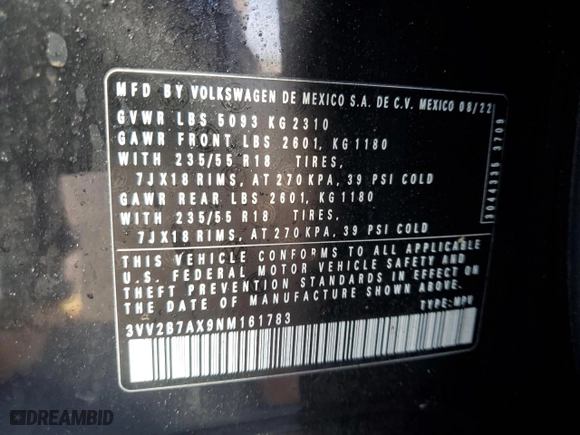 MFD BY VOLKSWAGEN DE MEXICO S.A. DE C.V. MEXICO 08/22
GVWR LBS 5093 KG 2310
GAWR FRONT LBS 2601, KG 1180
WITH 235/55 R18 TIRES,
7JX18 RIMS, AT 270 KPA, 39 PSI COLD
GAWR REAR LBS 2601, KG 1180
WITH 235/55 R18 TIRES,
7JX18 RIMS, AT 270 KPA, 39 PSI COLD
THIS VEHICLE CONFORMS TO ALL APPLICABLE
U.S. FEDERAL MOTOR VEHICLE SAFETY AND
THEFT PREVENTION STANDARDS IN EFFECT ON
THE DATE OF MANUFACTURE SHOWN ABOVE.
3VV2B7AX9NM161783 TYPE: MPV
3044335 3709
DREAMBID